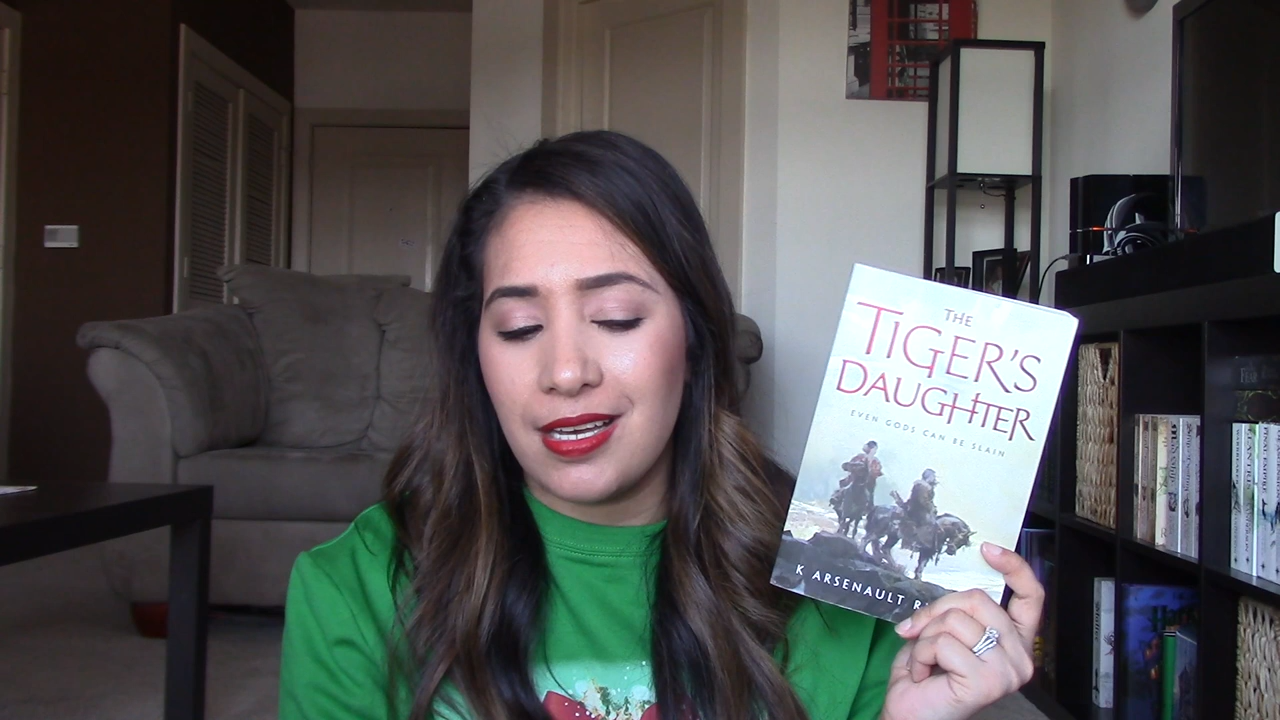 THE
TIGER'S
DAUGHTER
EVEN GODS CAN BE SLAIN
K ARSENAULT